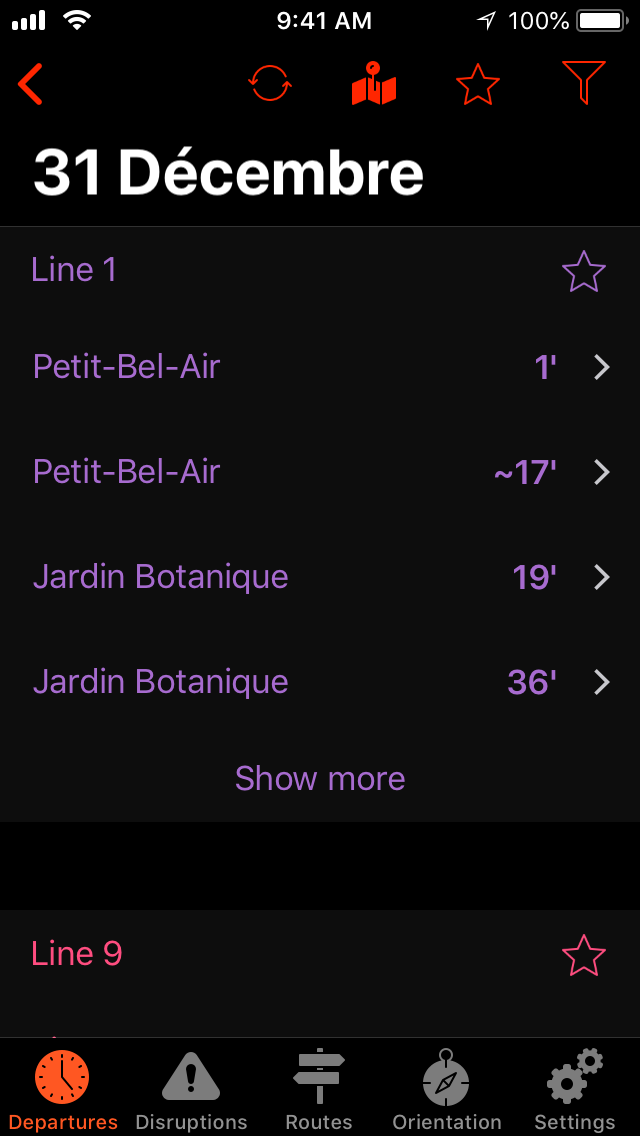 9:41 AM 100%
31 Décembre
Line 1
Petit-Bel-Air 1'
Petit-Bel-Air ~17'
Jardin Botanique 19'
Jardin Botanique 36'
Show more
Line 9
Departures Disruptions Routes Orientation Settings